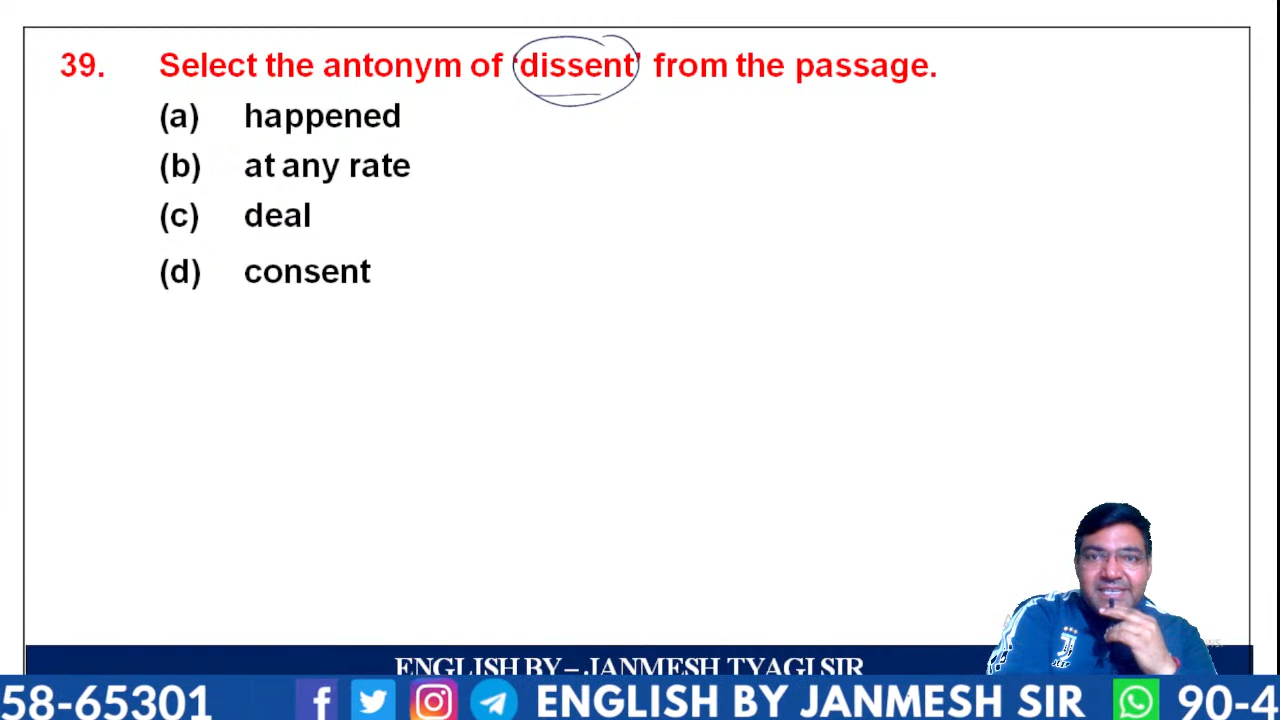 39. Select the antonym of ‘dissent’ from the passage.
(a) happened
(b) at any rate
(c) deal
(d) consent
ENGLISH BY – JANMESH TYAGI SIR
58-65301 ENGLISH BY JANMESH SIR 90-4